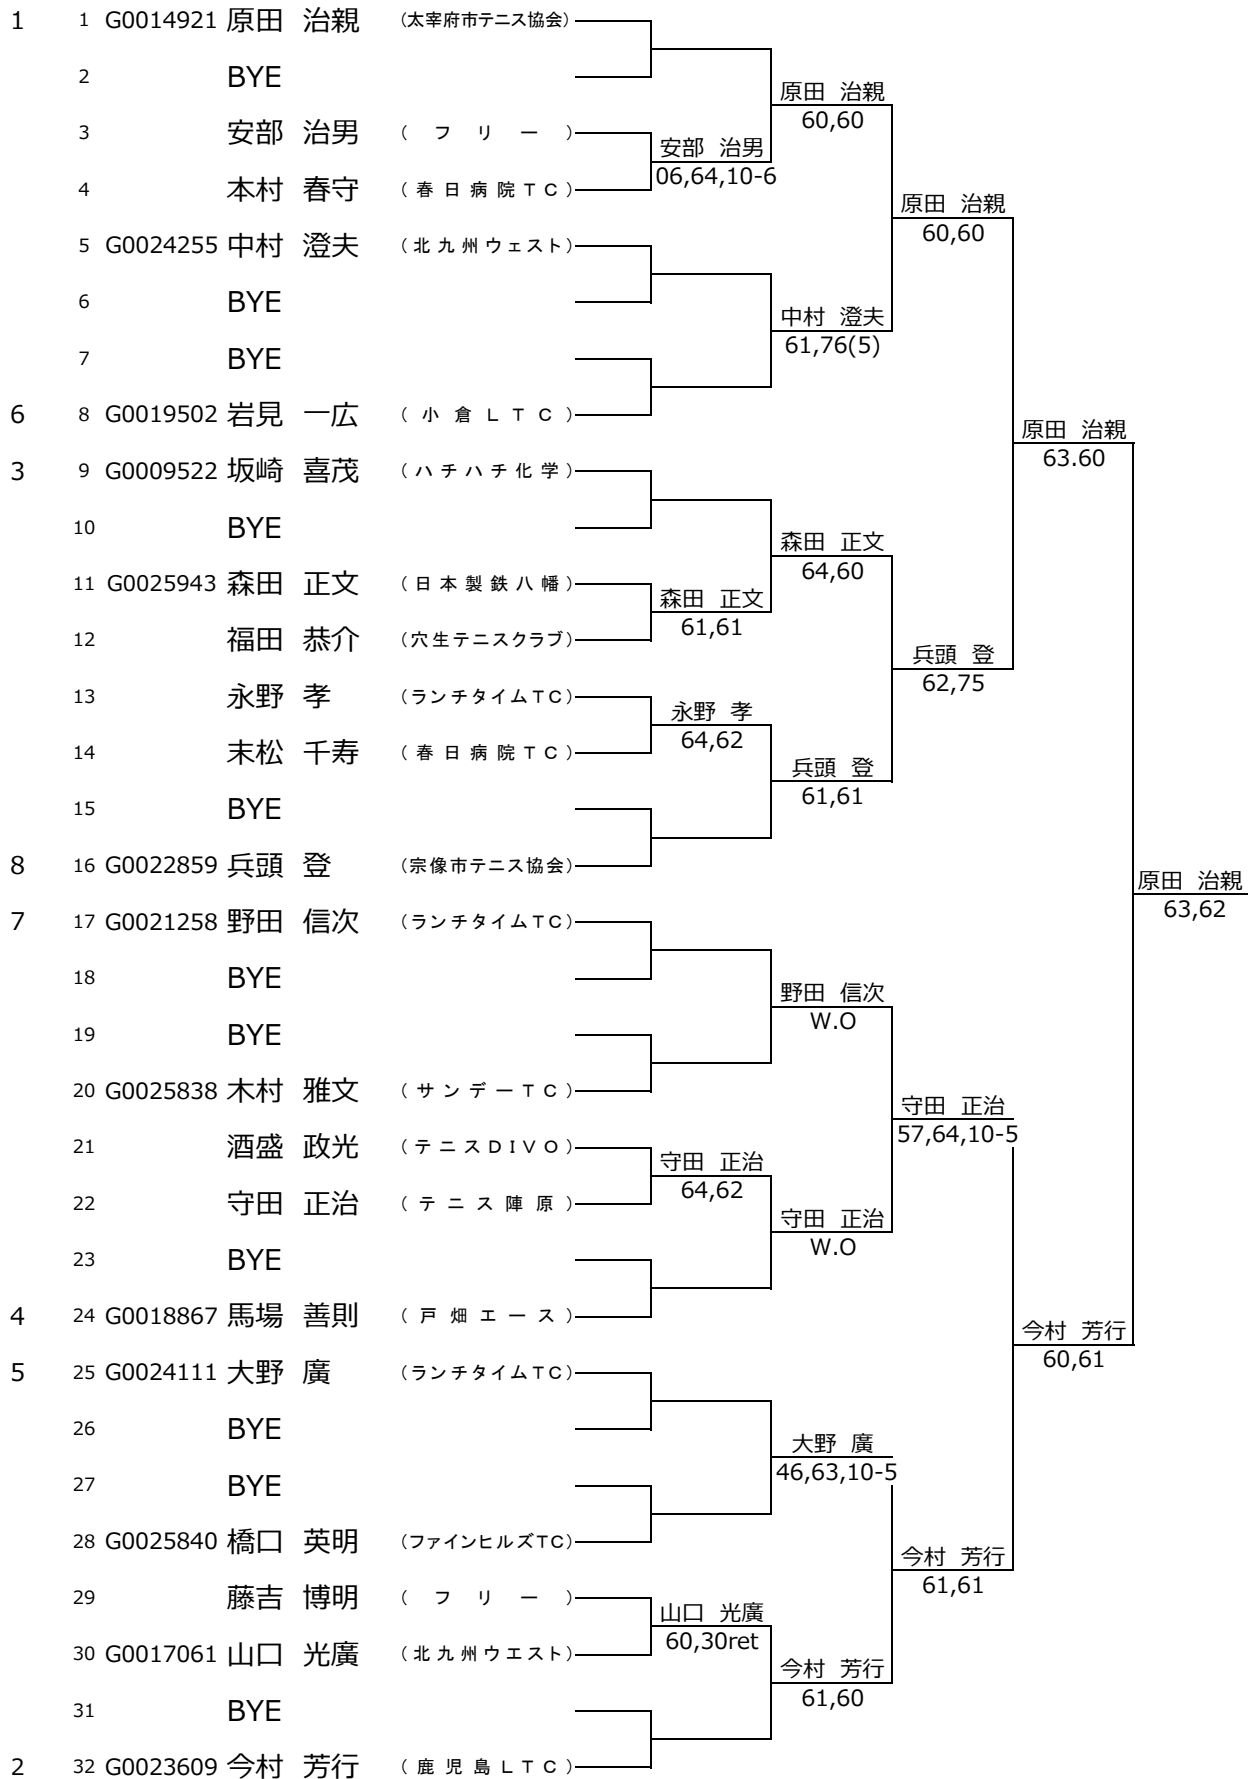 1 1 G0014921 原田 治親 (太宰府市テニス協会)
2 BYE
原田 治親
60,60
3 安部 治男 ( フ リ ー )
安部 治男
06,64,10-6
4 本村 春守 (春日病院TC)
原田 治親
60,60
5 G0024255 中村 澄夫 (北九州ウェスト)
6 BYE
中村 澄夫
61,76(5)
7 BYE
6 8 G0019502 岩見 一広 (小倉LTC)
原田 治親
63.60
3 9 G0009522 坂崎 喜茂 (ハチハチ化学)
10 BYE
森田 正文
64,60
11 G0025943 森田 正文 (日本製鉄八幡)
森田 正文
61,61
12 福田 恭介 (穴生テニスクラブ)
兵頭 登
62,75
13 永野 孝 (ランチタイムTC)
永野 孝
64,62
14 末松 千寿 (春日病院TC)
兵頭 登
61,61
15 BYE
8 16 G0022859 兵頭 登 (宗像市テニス協会)
原田 治親
63,62
7 17 G0021258 野田 信次 (ランチタイムTC)
18 BYE
野田 信次
W.O
19 BYE
20 G0025838 木村 雅文 (サンデーTC)
守田 正治
57,64,10-5
21 酒盛 政光 (テニスDIVO)
守田 正治
64,62
22 守田 正治 (テニス陣原)
守田 正治
W.O
23 BYE
4 24 G0018867 馬場 善則 (戸畑エース)
今村 芳行
60,61
5 25 G0024111 大野 廣 (ランチタイムTC)
26 BYE
大野 廣
46,63,10-5
27 BYE
28 G0025840 橋口 英明 (ファインヒルズTC)
今村 芳行
61,61
29 藤吉 博明 ( フ リ ー )
山口 光廣
60,30ret
30 G0017061 山口 光廣 (北九州ウエスト)
今村 芳行
61,60
31 BYE
2 32 G0023609 今村 芳行 (鹿児島LTC)